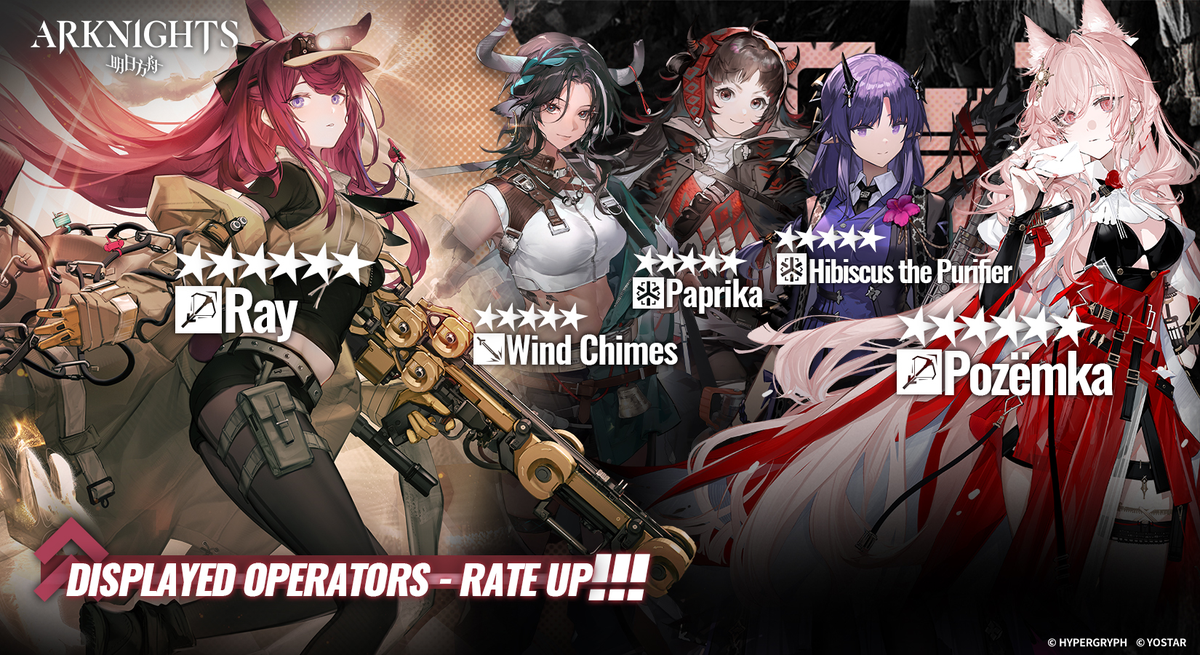 ARKNIGHTS
明日方舟
Ray
Wind Chimes
Paprika
Hibiscus the Purifier
Pozëmka
DISPLAYED OPERATORS - RATE UP!!!
© HYPERGRYPH © YOSTAR